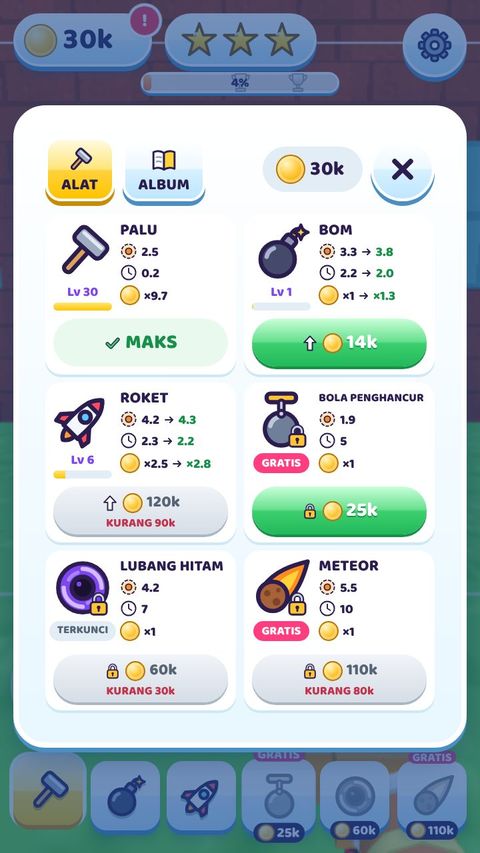 30k
!
4%
ALAT
ALBUM
30k
PALU
2.5
0.2
Lv 30
×9.7
MAKS
BOM
3.3 → 3.8
2.2 → 2.0
Lv 1
×1 → ×1.3
14k
ROKET
4.2 → 4.3
2.3 → 2.2
Lv 6
×2.5 → ×2.8
120k
KURANG 90k
BOLA PENGHANCUR
1.9
5
GRATIS
×1
25k
LUBANG HITAM
4.2
7
TERKUNCI
×1
60k
KURANG 30k
METEOR
5.5
10
GRATIS
×1
110k
KURANG 80k
GRATIS
GRATIS
25k
60k
110k